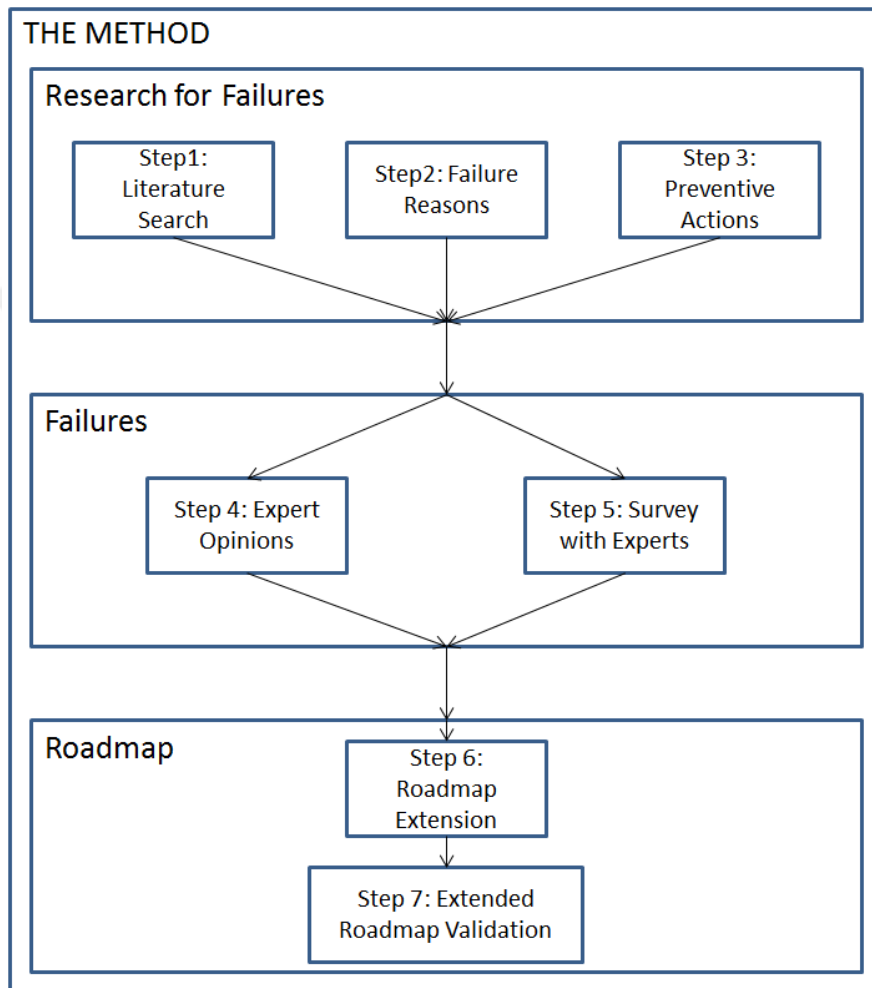 THE METHOD
Research for Failures
Step1:
Literature
Search
Step2: Failure
Reasons
Step 3:
Preventive
Actions
Failures
Step 4: Expert
Opinions
Step 5: Survey
with Experts
Roadmap
Step 6:
Roadmap
Extension
Step 7: Extended
Roadmap Validation